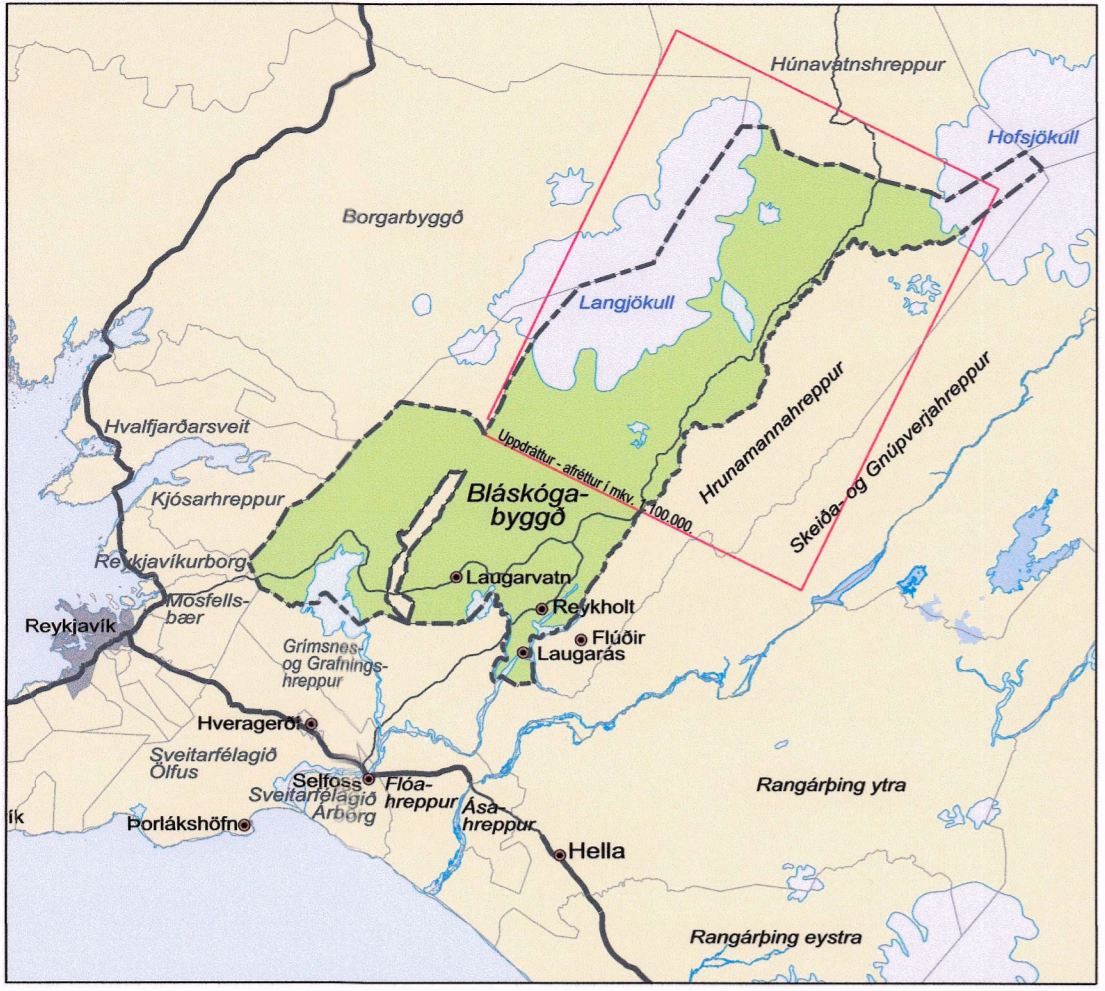 Húnavatnshreppur
Hofsjökull
Borgarbyggð
Langjökull
Hvalfjarðarsveit
Hrunamannahreppur
Skeiða- og Gnúpverjahreppur
Uppdráttur - afréttur í mkv. 1:100.000.
Kjósarhreppur
Bláskóga-
byggð
Reykjavíkurborg
Laugarvatn
Mosfells-
bær
Reykholt
Reykjavík
Flúðir
Laugarás
Grímsnes-
og Grafnings-
hreppur
Hveragerði
Sveitarfélagið
Ölfus
Selfoss
Flóa-
hreppur
Sveitarfélagið
Árborg
Ása-
hreppur
Rangárþing ytra
ík
Þorlákshöfn
Hella
Rangárþing eystra